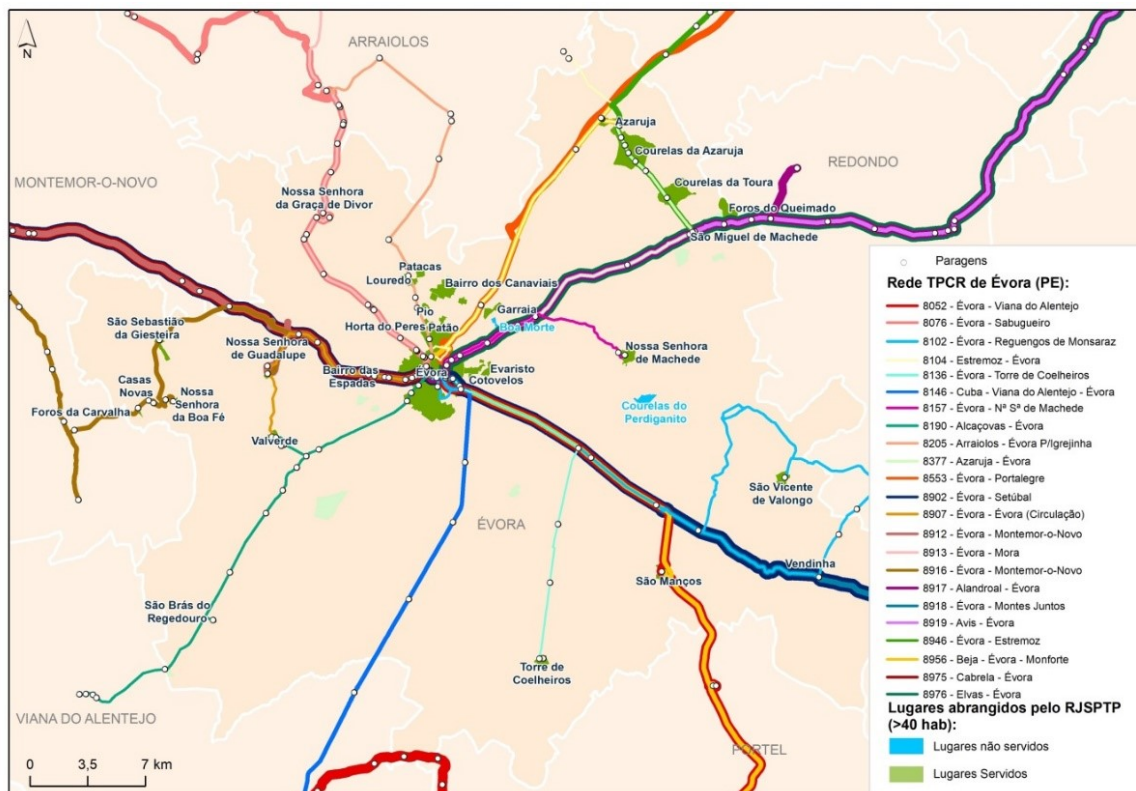 N
ARRAIOLOS
Azaruja
Courelas da Azaruja
REDONDO
MONTEMOR-O-NOVO
Courelas da Toura
Nossa Senhora
da Graça de Divor
Foros do Queimado
São Miguel de Machede
Patacas
Louredo
Bairro dos Canaviais
São Sebastião
da Giesteira
Pio
Garraia
Horta do Peres
Patão
Boa Morte
Nossa Senhora
de Guadalupe
Nossa Senhora
de Machede
Bairro das
Espadas
Évora
Evaristo
Cotovelos
Casas
Novas
Nossa
Senhora
da Boa Fé
Foros da Carvalha
Courelas do
Perdiganito
Valverde
São Vicente
de Valongo
ÉVORA
Vendinha
São Manços
São Brás do
Regedouro
Torre de
Coelheiros
VIANA DO ALENTEJO
PORTEL
0 3,5 7 km
Paragens
Rede TPCR de Évora (PE):
8052 - Évora - Viana do Alentejo
8076 - Évora - Sabugueiro
8102 - Évora - Reguengos de Monsaraz
8104 - Estremoz - Évora
8136 - Évora - Torre de Coelheiros
8146 - Cuba - Viana do Alentejo - Évora
8157 - Évora - Nª Sª de Machede
8190 - Alcaçovas - Évora
8205 - Arraiolos - Évora P/Igrejinha
8377 - Azaruja - Évora
8553 - Évora - Portalegre
8902 - Évora - Setúbal
8907 - Évora - Évora (Circulação)
8912 - Évora - Montemor-o-Novo
8913 - Évora - Mora
8916 - Évora - Montemor-o-Novo
8917 - Alandroal - Évora
8918 - Évora - Montes Juntos
8919 - Avis - Évora
8946 - Évora - Estremoz
8956 - Beja - Évora - Monforte
8975 - Cabrela - Évora
8976 - Elvas - Évora
Lugares abrangidos pelo RJSPTP
(>40 hab):
Lugares não servidos
Lugares Servidos